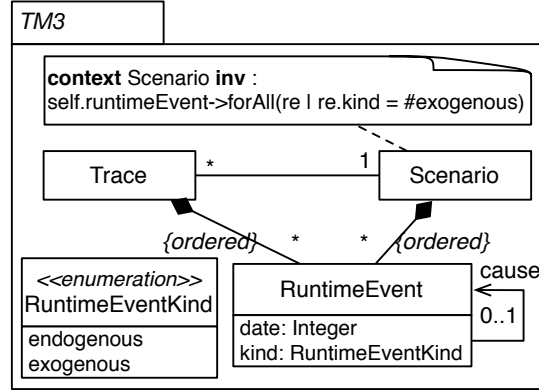 TM3
context Scenario inv :
self.runtimeEvent->forAll(re | re.kind = #exogenous)
Trace
*
1
Scenario
{ordered}
*
*
{ordered}
<<enumeration>>
RuntimeEventKind
endogenous
exogenous
RuntimeEvent
date: Integer
kind: RuntimeEventKind
cause
0..1